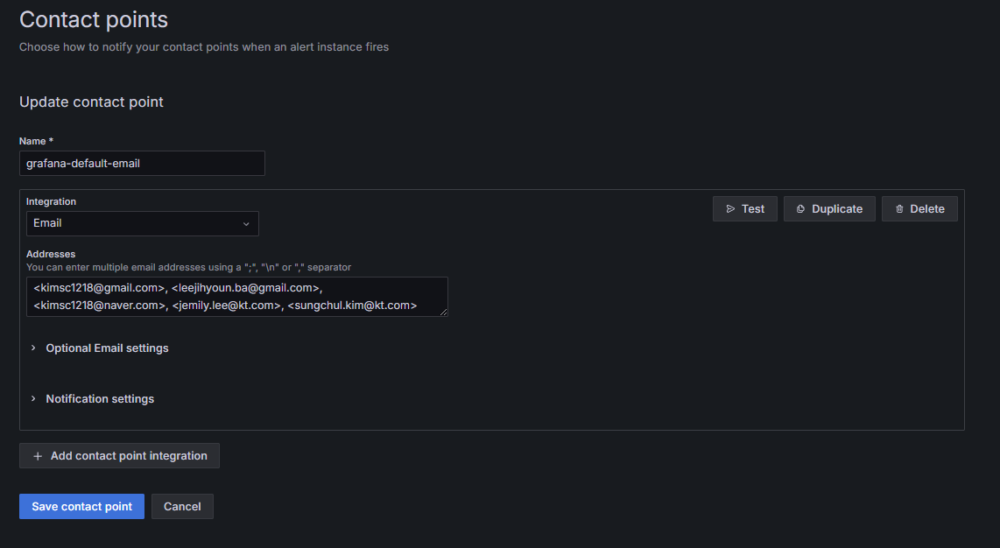 Contact points
Choose how to notify your contact points when an alert instance fires
Update contact point
Name *
grafana-default-email
Integration
Email
Test
Duplicate
Delete
Addresses
You can enter multiple email addresses using a ";", "\n" or "," separator
<kimsc1218@gmail.com>, <leejihyoun.ba@gmail.com>,
<kimsc1218@naver.com>, <jemily.lee@kt.com>, <sungchul.kim@kt.com>
Optional Email settings
Notification settings
Add contact point integration
Save contact point
Cancel